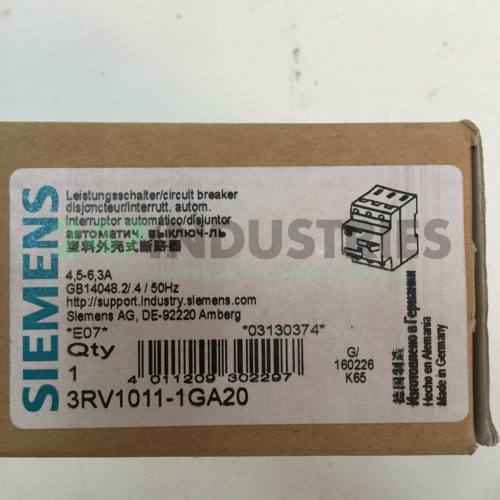 SIEMENS
Leistungsschalter/circuit breaker
disjoncteur/interrutt. autom.
Interruptor automático/disjuntor
автоматич. выключ-ль
塑料外壳式断路器
4,5-6,3A
GB14048.2/.4 / 50Hz
http://support.industry.siemens.com
Siemens AG, DE-92220 Amberg
*E07* *03130374*
Qty
1
4 011209 302297
3RV1011-1GA20
G/
160226
K65
德国制造
Изготовлено в Германии
Hecho en Alemania
Made in Germany
INDUSTRIES